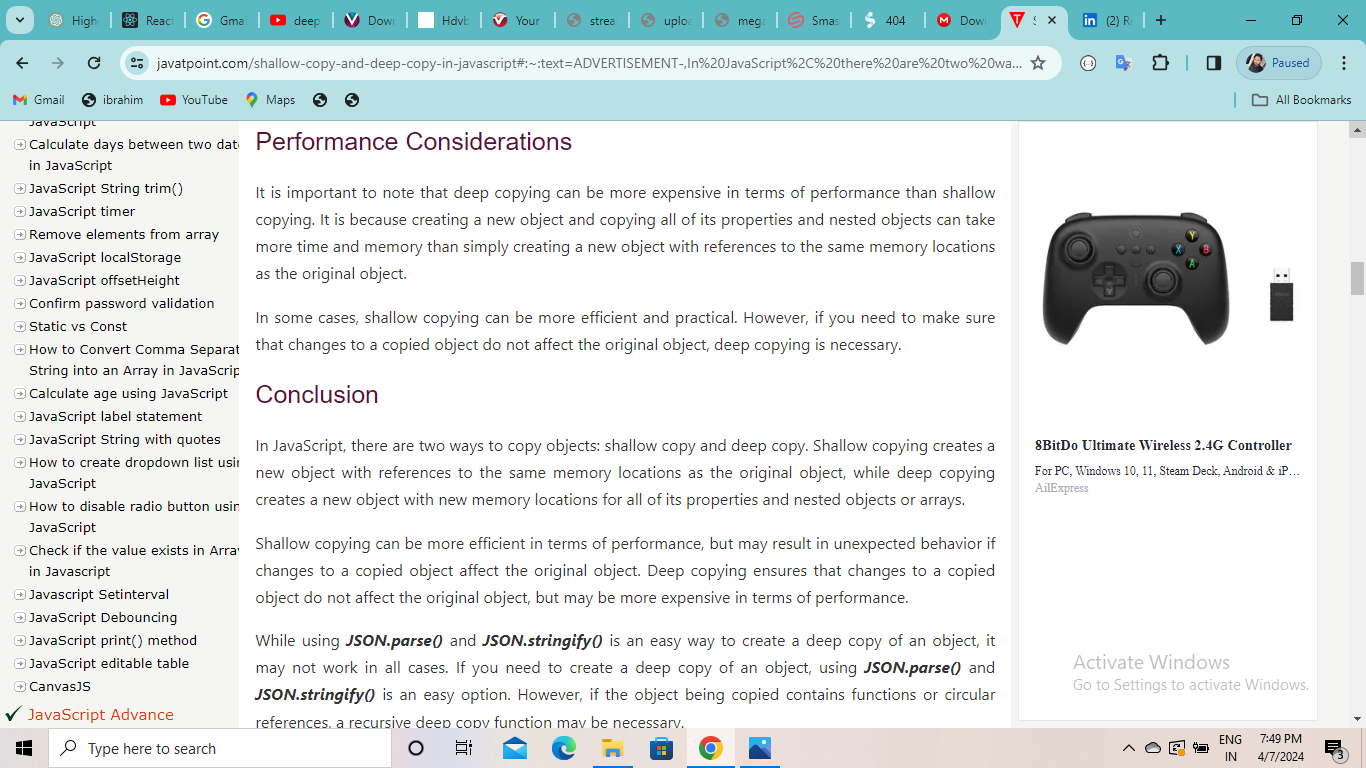 High
Reac
Gmai
deep
Dow
Hdvb
Your
strea
uploa
mega
Smas
404
Dow
S
(2) R
javatpoint.com/shallow-copy-and-deep-copy-in-javascript#:~:text=ADVERTISEMENT-,In%20JavaScript%2C%20there%20are%20two%20wa...
Paused
Gmail
ibrahim
YouTube
Maps
All Bookmarks
JavaScript
Calculate days between two date
in JavaScript
JavaScript String trim()
JavaScript timer
Remove elements from array
JavaScript localStorage
JavaScript offsetHeight
Confirm password validation
Static vs Const
How to Convert Comma Separat
String into an Array in JavaScrip
Calculate age using JavaScript
JavaScript label statement
JavaScript String with quotes
How to create dropdown list usin
JavaScript
How to disable radio button usin
JavaScript
Check if the value exists in Array
in Javascript
Javascript Setinterval
JavaScript Debouncing
JavaScript print() method
JavaScript editable table
CanvasJS
JavaScript Advance
Performance Considerations
It is important to note that deep copying can be more expensive in terms of performance than shallow
copying. It is because creating a new object and copying all of its properties and nested objects can take
more time and memory than simply creating a new object with references to the same memory locations
as the original object.
In some cases, shallow copying can be more efficient and practical. However, if you need to make sure
that changes to a copied object do not affect the original object, deep copying is necessary.
Conclusion
In JavaScript, there are two ways to copy objects: shallow copy and deep copy. Shallow copying creates a
new object with references to the same memory locations as the original object, while deep copying
creates a new object with new memory locations for all of its properties and nested objects or arrays.
Shallow copying can be more efficient in terms of performance, but may result in unexpected behavior if
changes to a copied object affect the original object. Deep copying ensures that changes to a copied
object do not affect the original object, but may be more expensive in terms of performance.
While using JSON.parse() and JSON.stringify() is an easy way to create a deep copy of an object, it
may not work in all cases. If you need to create a deep copy of an object, using JSON.parse() and
JSON.stringify() is an easy option. However, if the object being copied contains functions or circular
references, a recursive deep copy function may be necessary.
Y
X
B
A
8BitDo Ultimate Wireless 2.4G Controller
For PC, Windows 10, 11, Steam Deck, Android & iP...
AilExpress
Activate Windows
Go to Settings to activate Windows.
Type here to search
ENG
IN
7:49 PM
4/7/2024
3